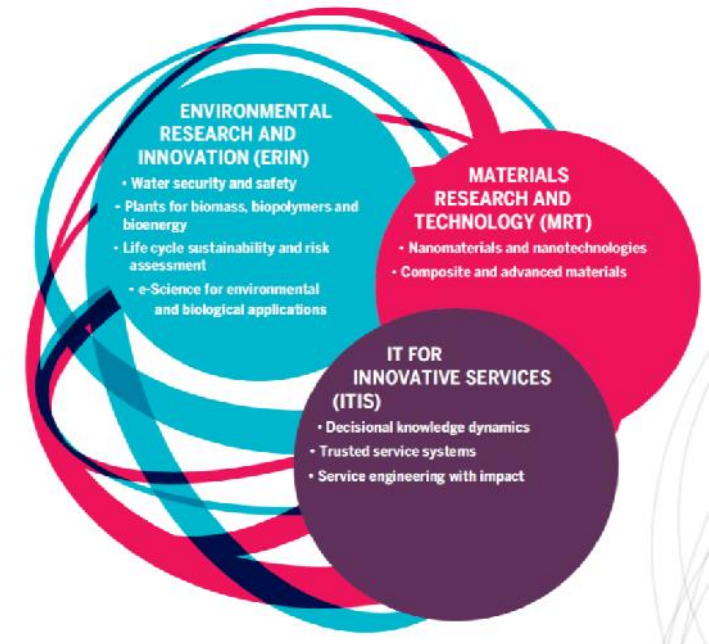 ENVIRONMENTAL
RESEARCH AND
INNOVATION (ERIN)
• Water security and safety
• Plants for biomass, biopolymers and
bioenergy
• Life cycle sustainability and risk
assessment
• e-Science for environmental
and biological applications
MATERIALS
RESEARCH AND
TECHNOLOGY (MRT)
• Nanomaterials and nanotechnologies
• Composite and advanced materials
IT FOR
INNOVATIVE SERVICES
(ITIS)
• Decisional knowledge dynamics
• Trusted service systems
• Service engineering with impact